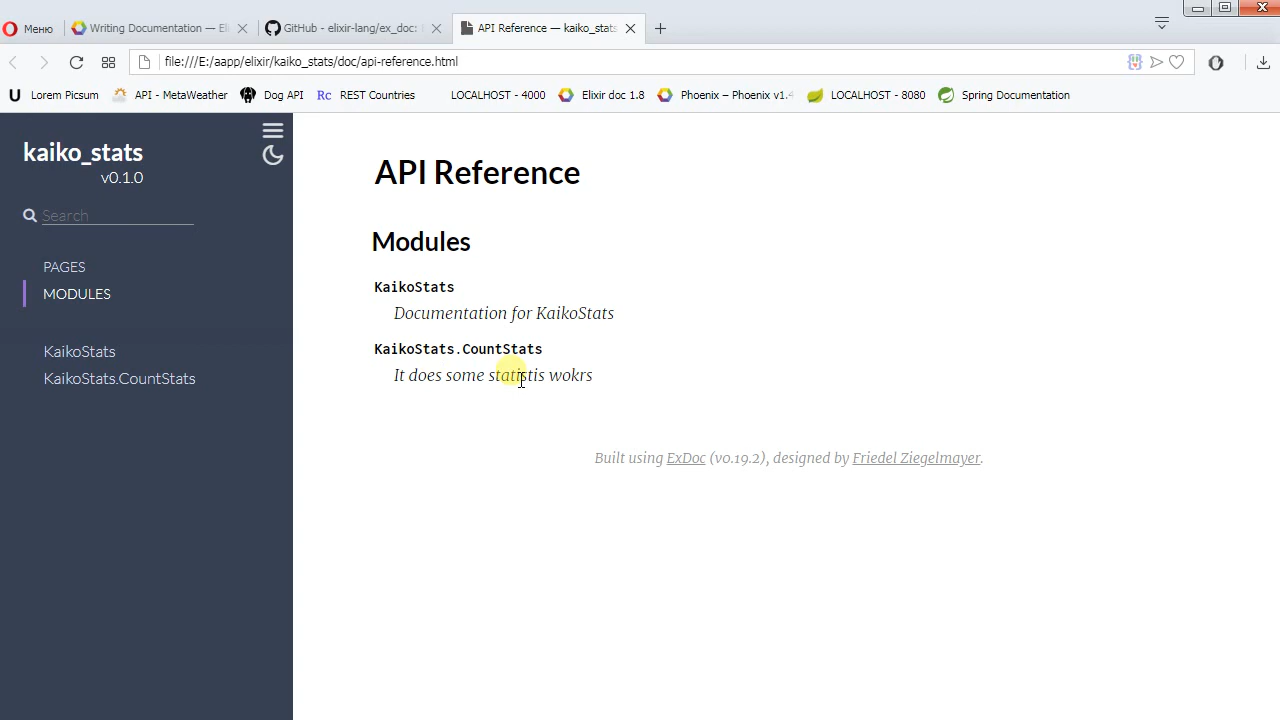 Меню
Writing Documentation — Eli
GitHub - elixir-lang/ex_doc:
API Reference — kaiko_stats
file:///E:/aapp/elixir/kaiko_stats/doc/api-reference.html
U Lorem Picsum
API - MetaWeather
Dog API
Rc REST Countries
LOCALHOST - 4000
Elixir doc 1.8
Phoenix – Phoenix v1.4
LOCALHOST - 8080
Spring Documentation
kaiko_stats
v0.1.0
Search
PAGES
MODULES
KaikoStats
KaikoStats.CountStats
API Reference
Modules
KaikoStats
Documentation for KaikoStats
KaikoStats.CountStats
It does some statistis wokrs
Built using ExDoc (v0.19.2), designed by Friedel Ziegelmayer.